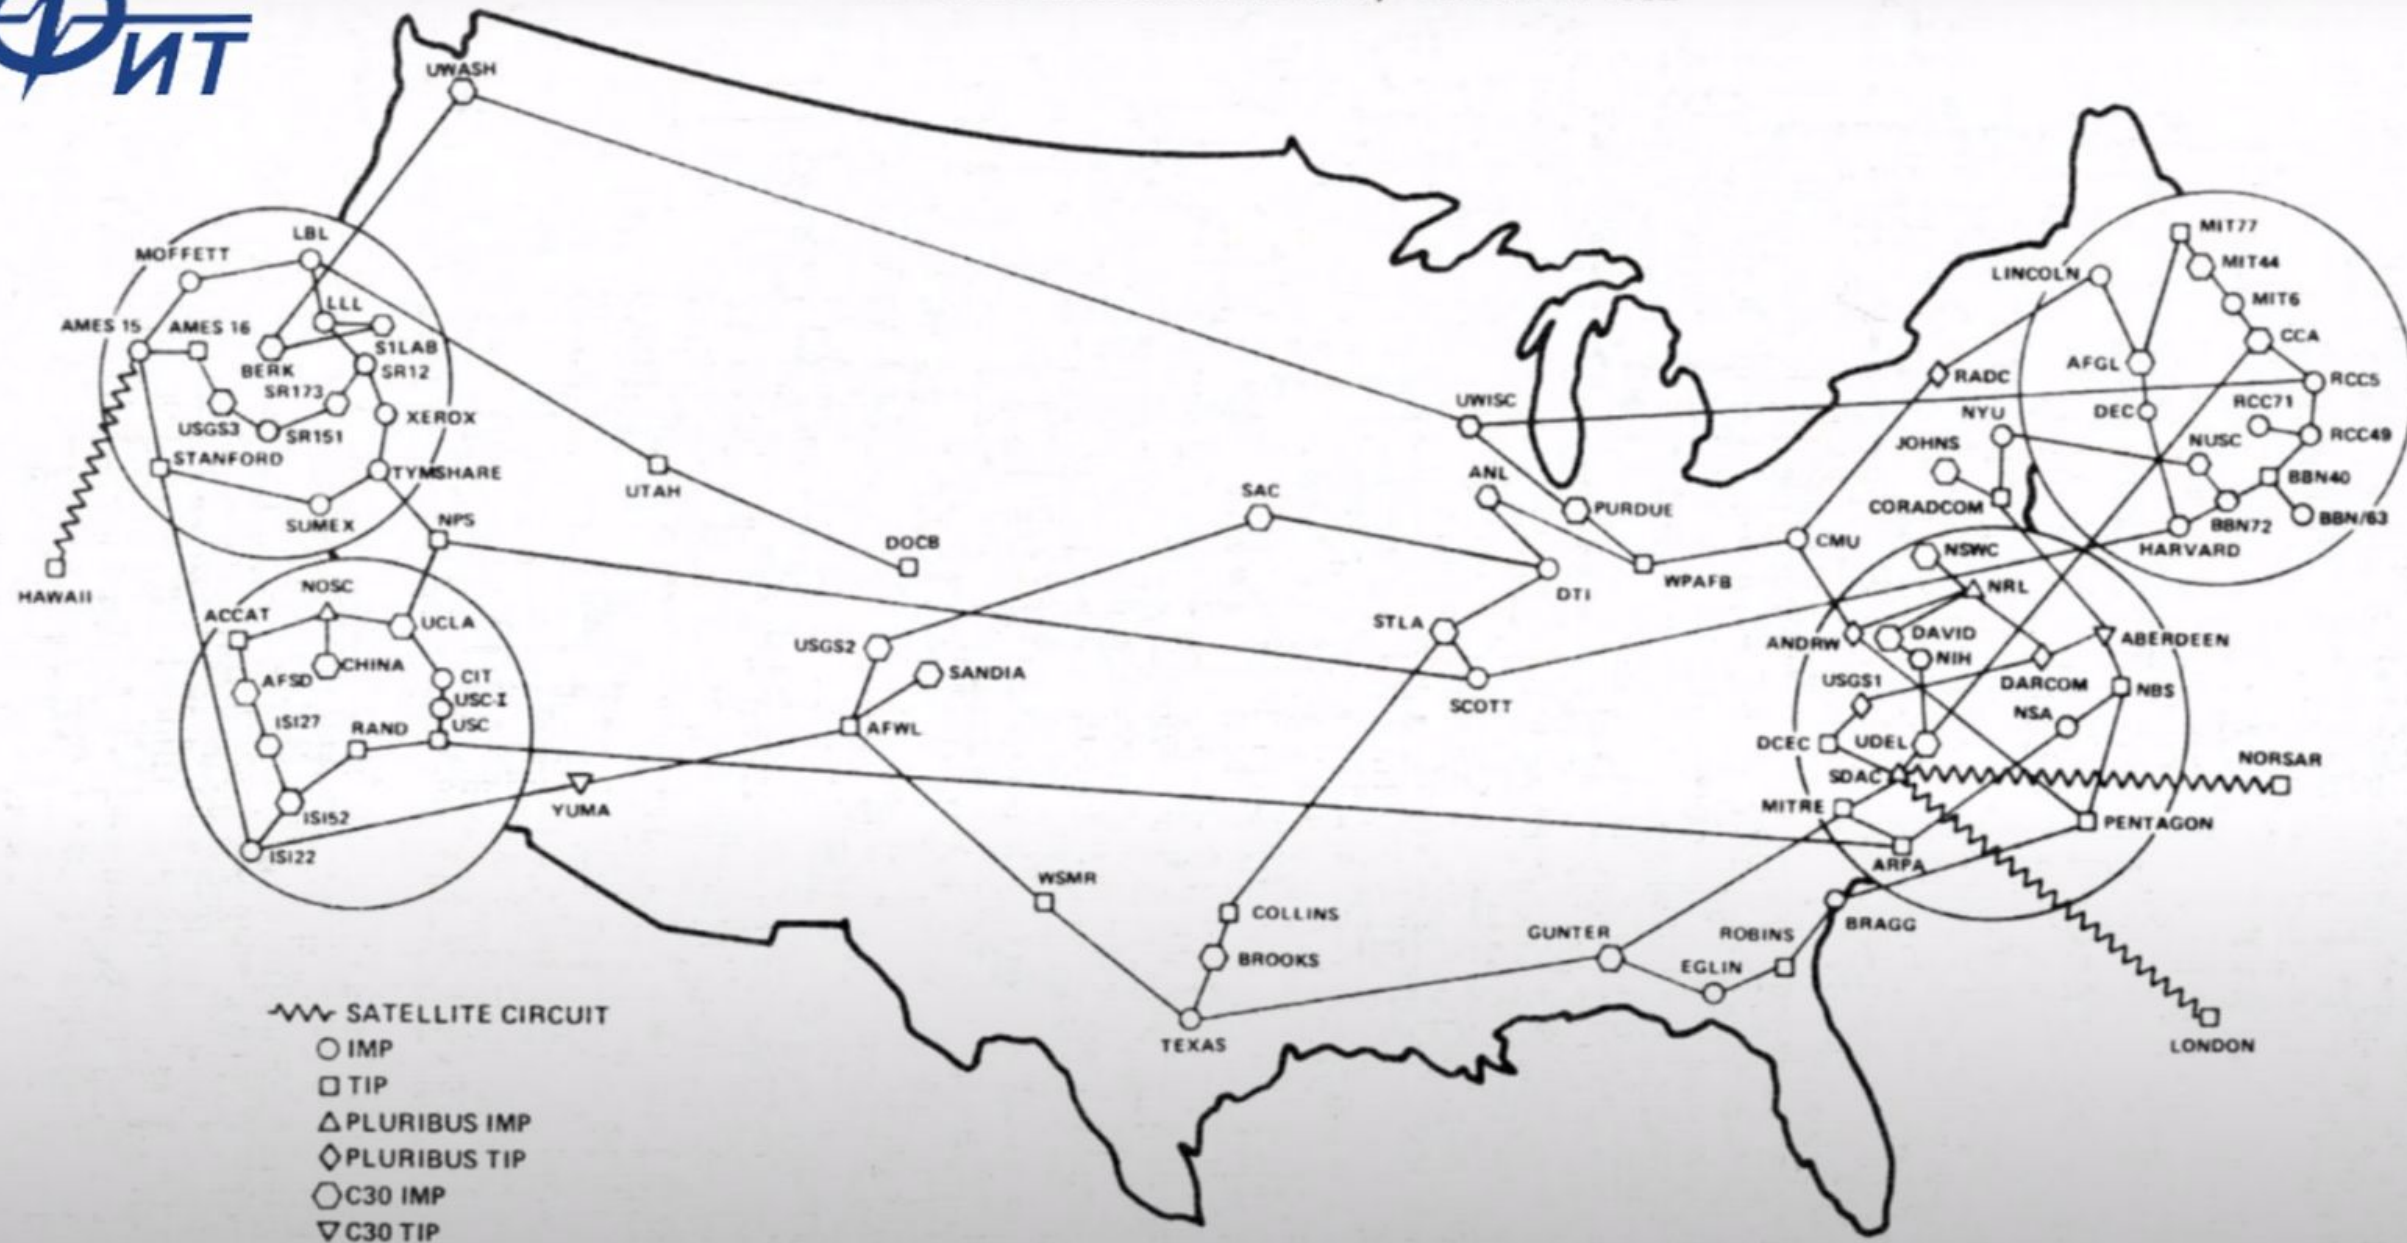 ИТ
UWASH
LBL
MOFFETT
LLL
AMES 15
AMES 16
S1LAB
BERK
SR12
SR173
XEROX
USGS3
SR151
STANFORD
TYMSHARE
SUMEX
NPS
HAWAII
UTAH
DOCB
NOSC
ACCAT
UCLA
CHINA
CIT
AFSD
USC-I
ISI27
RAND
USC
ISI52
ISI22
YUMA
USGS2
SANDIA
AFWL
SAC
WSMR
COLLINS
BROOKS
TEXAS
UWISC
ANL
PURDUE
DTI
WPAFB
STLA
SCOTT
GUNTER
EGLIN
ROBINS
BRAGG
CMU
RADC
LINCOLN
MIT77
MIT44
MIT6
CCA
AFGL
RCC5
DEC
RCC71
NYU
RCC49
JOHNS
NUSC
BBN40
CORADCOM
BBN72
BBN/63
HARVARD
NSWC
NRL
ANDRW
DAVID
ABERDEEN
NIH
USGS1
DARCOM
NBS
NSA
DCEC
UDEL
SDAC
NORSAR
MITRE
PENTAGON
ARPA
LONDON
SATELLITE CIRCUIT
IMP
TIP
PLURIBUS IMP
PLURIBUS TIP
C30 IMP
C30 TIP